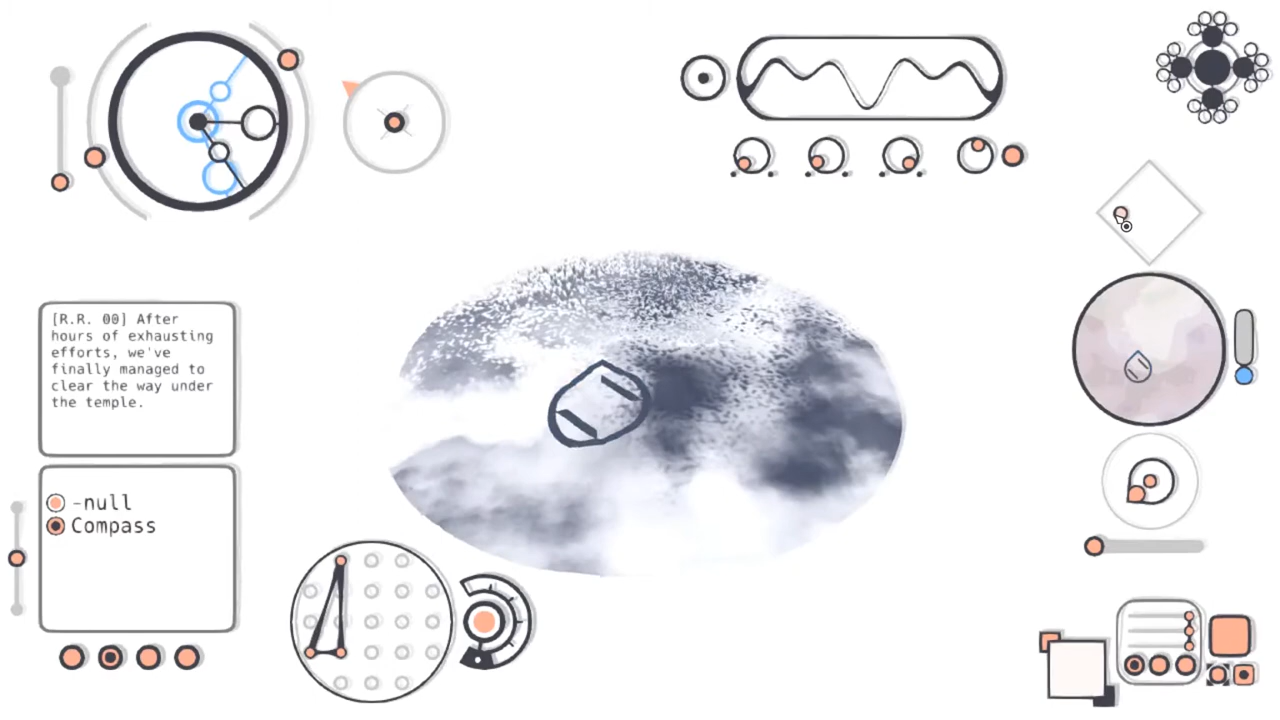 [R.R. 00] After
hours of exhausting
efforts, we've
finally managed to
clear the way under
the temple.
-null
Compass